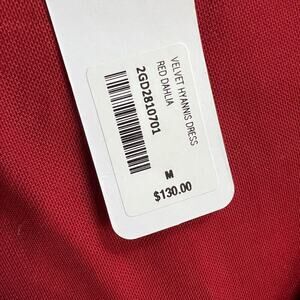 VELVET HYANNIS DRESS
RED DAHLIA
2GD2810701
M
$130.00